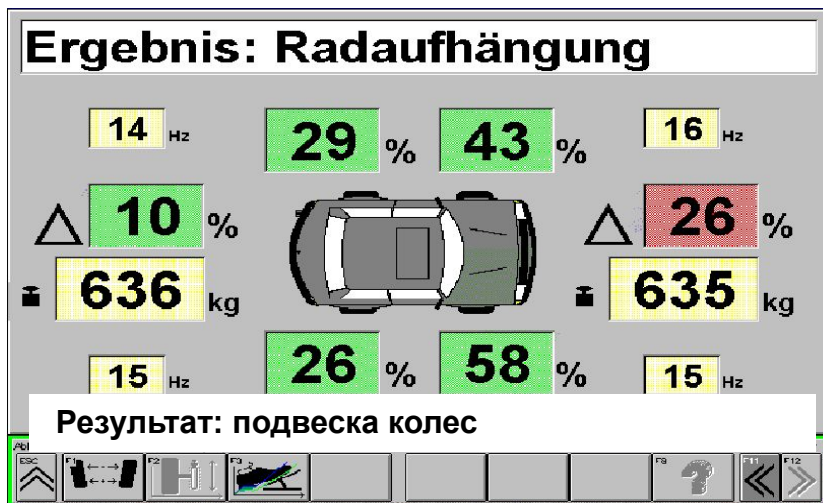 Ergebnis: Radaufhängung
14 Hz 29 % 43 % 16 Hz
10 % 26 %
636 kg 635 kg
15 Hz 26 % 58 % 15 Hz
Результат: подвеска колес
ESC F1 F2 F3 F9 F11 F12